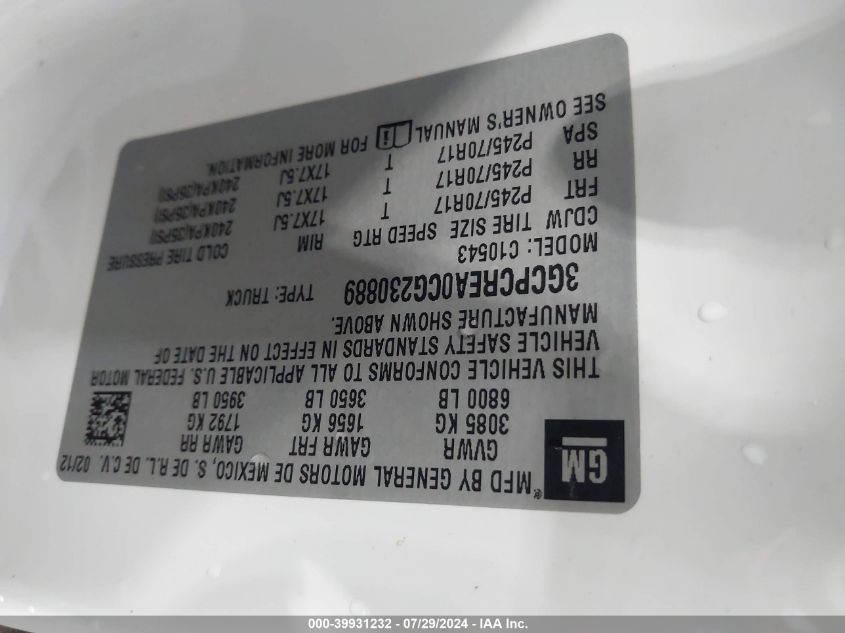 GM
MFD BY GENERAL MOTORS DE MEXICO, S. DE R.L. DE C.V. 02/12
GVWR GAWR FRT GAWR RR
3085 KG 1656 KG 1792 KG
6800 LB 3650 LB 3950 LB
THIS VEHICLE CONFORMS TO ALL APPLICABLE U.S. FEDERAL MOTOR
VEHICLE SAFETY STANDARDS IN EFFECT ON THE DATE OF
MANUFACTURE SHOWN ABOVE.
3GCPCREA0CG230889 TYPE: TRUCK
MODEL: C10543
CDJW TIRE SIZE SPEED RTG RIM COLD TIRE PRESSURE
FRT P245/70R17 T 17X7.5J 240KPA(35PSI)
RR P245/70R17 T 17X7.5J 240KPA(35PSI)
SPA P245/70R17 T 17X7.5J 240KPA(35PSI)
SEE OWNER'S MANUAL FOR MORE INFORMATION.
000-39931232 / 07/29/2024 - IAA Inc.